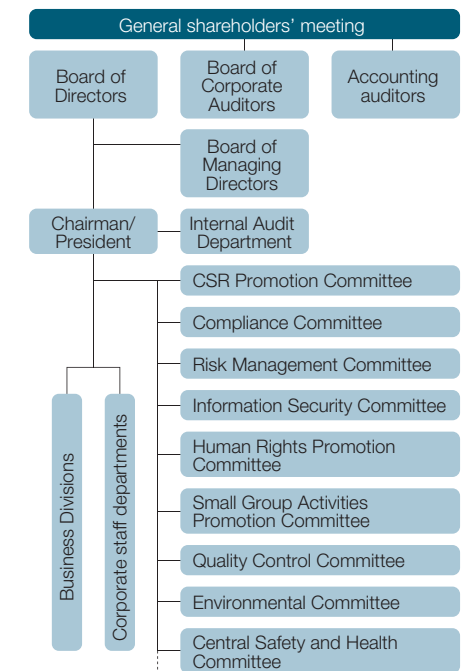 General shareholders' meeting
Board of
Directors
Board of
Corporate
Auditors
Accounting
auditors
Board of
Managing
Directors
Chairman/
President
Internal Audit
Department
CSR Promotion Committee
Compliance Committee
Risk Management Committee
Information Security Committee
Human Rights Promotion
Committee
Small Group Activities
Promotion Committee
Quality Control Committee
Environmental Committee
Central Safety and Health
Committee
Business Divisions
Corporate staff departments